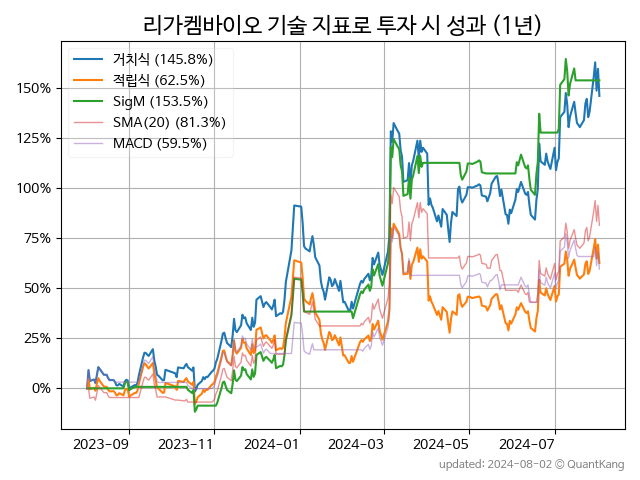 리가켐바이오 기술 지표로 투자 시 성과 (1년)
거치식 (145.8%)
적립식 (62.5%)
SigM (153.5%)
SMA(20) (81.3%)
MACD (59.5%)
150%
125%
100%
75%
50%
25%
0%
2023-09 2023-11 2024-01 2024-03 2024-05 2024-07
updated: 2024-08-02 © QuantKang